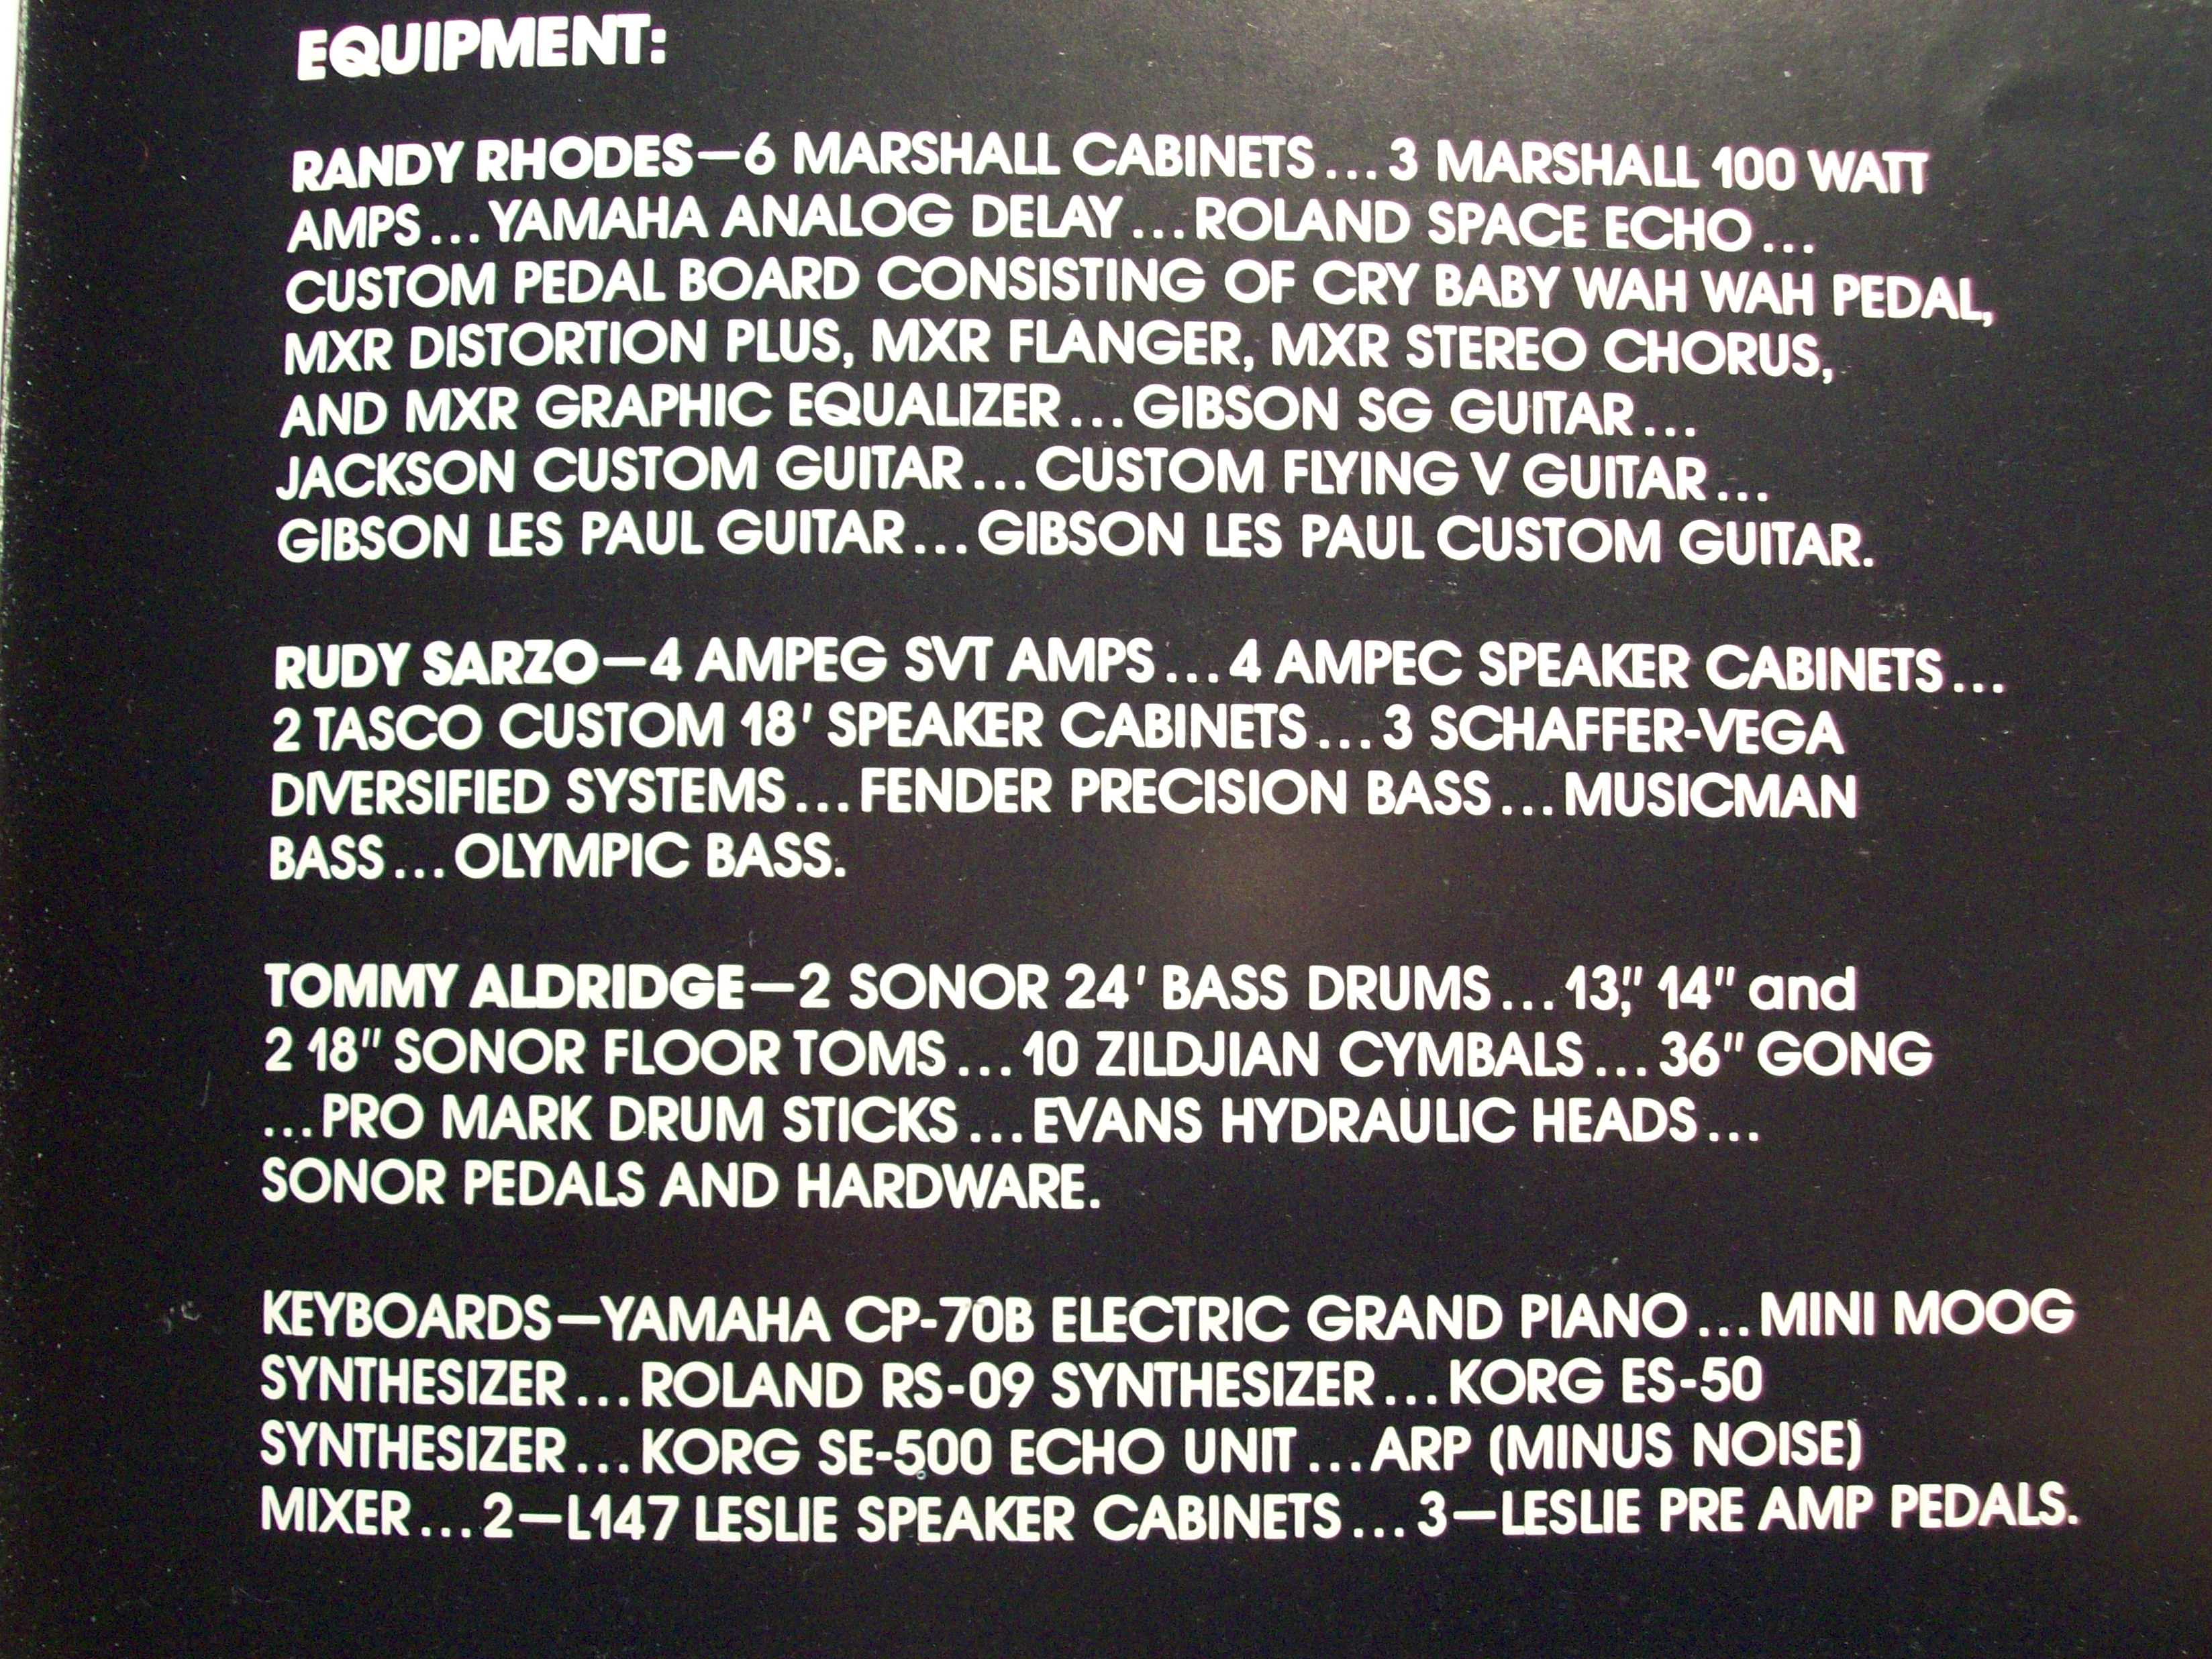 EQUIPMENT:
RANDY RHODES—6 MARSHALL CABINETS...3 MARSHALL 100 WATT
AMPS...YAMAHA ANALOG DELAY...ROLAND SPACE ECHO...
CUSTOM PEDAL BOARD CONSISTING OF CRY BABY WAH WAH PEDAL,
MXR DISTORTION PLUS, MXR FLANGER, MXR STEREO CHORUS,
AND MXR GRAPHIC EQUALIZER...GIBSON SG GUITAR...
JACKSON CUSTOM GUITAR...CUSTOM FLYING V GUITAR...
GIBSON LES PAUL GUITAR...GIBSON LES PAUL CUSTOM GUITAR.
RUDY SARZO—4 AMPEG SVT AMPS...4 AMPEC SPEAKER CABINETS...
2 TASCO CUSTOM 18' SPEAKER CABINETS...3 SCHAFFER-VEGA
DIVERSIFIED SYSTEMS...FENDER PRECISION BASS...MUSICMAN
BASS...OLYMPIC BASS.
TOMMY ALDRIDGE—2 SONOR 24' BASS DRUMS...13," 14" and
2 18" SONOR FLOOR TOMS...10 ZILDJIAN CYMBALS...36" GONG
...PRO MARK DRUM STICKS...EVANS HYDRAULIC HEADS...
SONOR PEDALS AND HARDWARE.
KEYBOARDS—YAMAHA CP-70B ELECTRIC GRAND PIANO...MINI MOOG
SYNTHESIZER...ROLAND RS-09 SYNTHESIZER...KORG ES-50
SYNTHESIZER...KORG SE-500 ECHO UNIT...ARP (MINUS NOISE)
MIXER...2—L147 LESLIE SPEAKER CABINETS...3—LESLIE PRE AMP PEDALS.